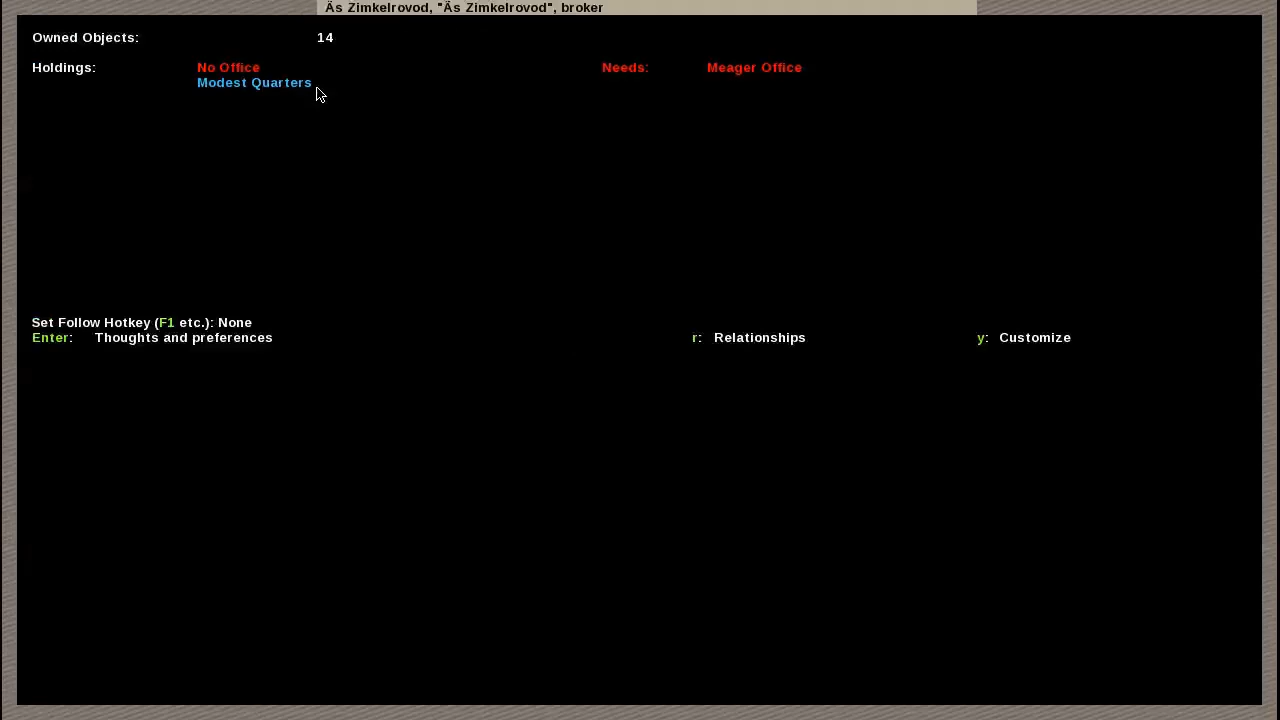 Äs Zimkelrovod, "Äs Zimkelrovod", broker
Owned Objects: 14
Holdings: No Office Needs: Meager Office
Modest Quarters
Set Follow Hotkey (F1 etc.): None
Enter: Thoughts and preferences r: Relationships y: Customize